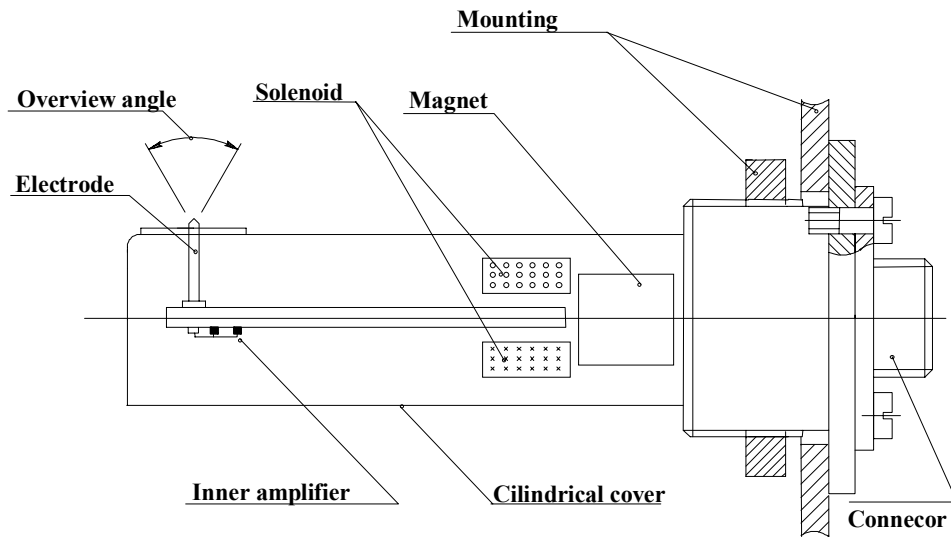 Mounting
Overview angle
Solenoid
Magnet
Electrode
Inner amplifier
Cilindrical cover
Connecor